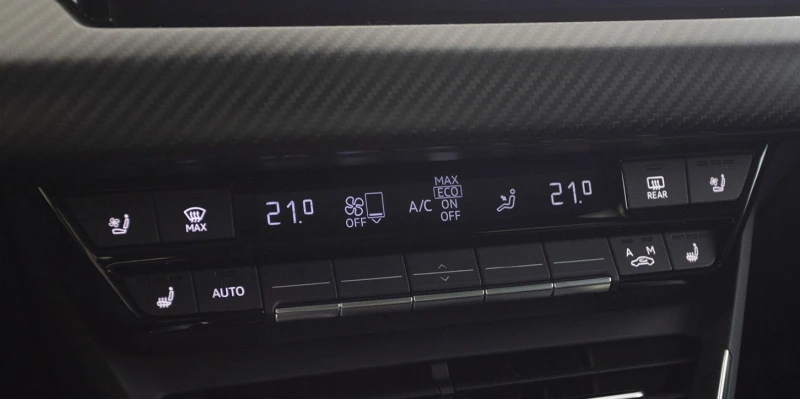 MAX
21.0
OFF
A/C
MAX
ECO
ON
OFF
21.0
REAR
AUTO
A M